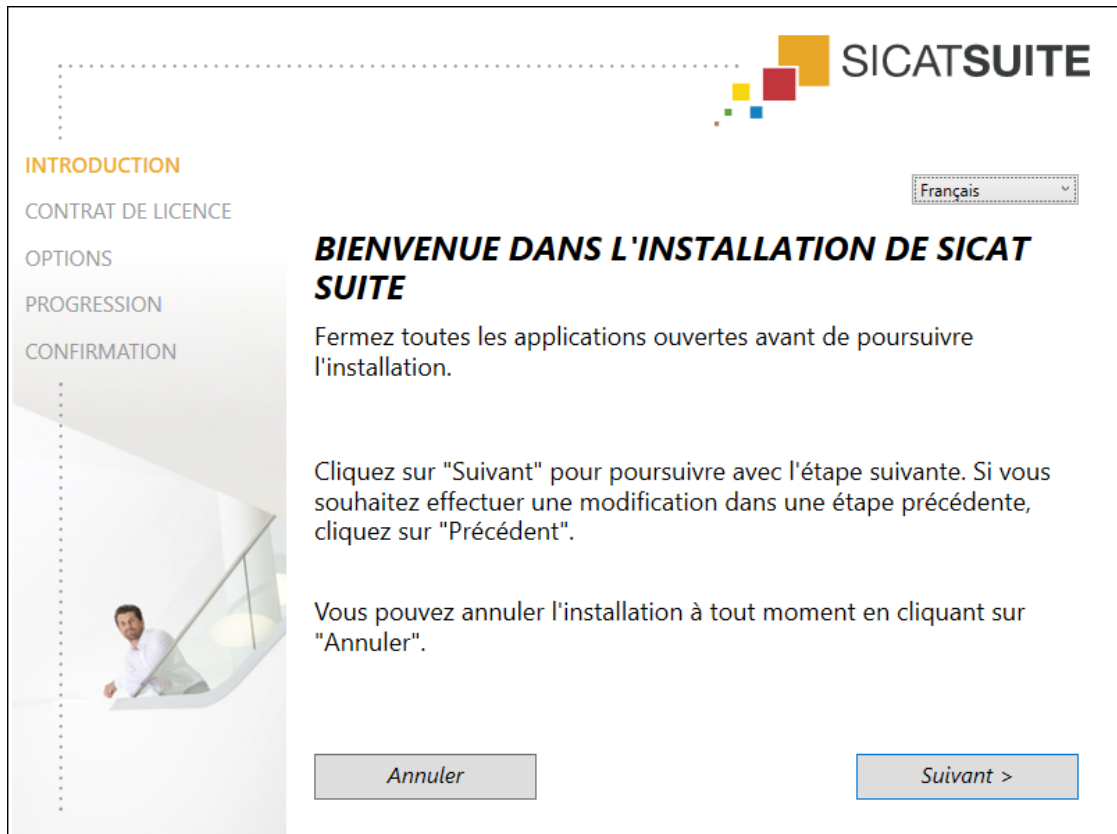 SICATSUITE
INTRODUCTION
CONTRAT DE LICENCE
OPTIONS
PROGRESSION
CONFIRMATION
Français
BIENVENUE DANS L'INSTALLATION DE SICAT
SUITE
Fermez toutes les applications ouvertes avant de poursuivre
l'installation.
Cliquez sur "Suivant" pour poursuivre avec l'étape suivante. Si vous
souhaitez effectuer une modification dans une étape précédente,
cliquez sur "Précédent".
Vous pouvez annuler l'installation à tout moment en cliquant sur
"Annuler".
Annuler
Suivant >